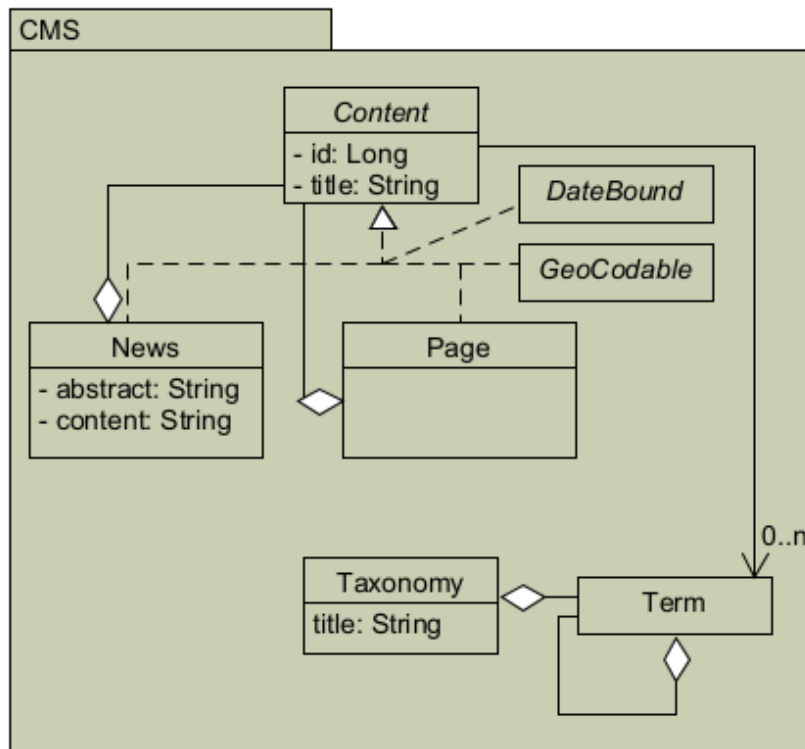 CMS
Content
- id: Long
- title: String
DateBound
GeoCodable
News
- abstract: String
- content: String
Page
0..n
Taxonomy
title: String
Term